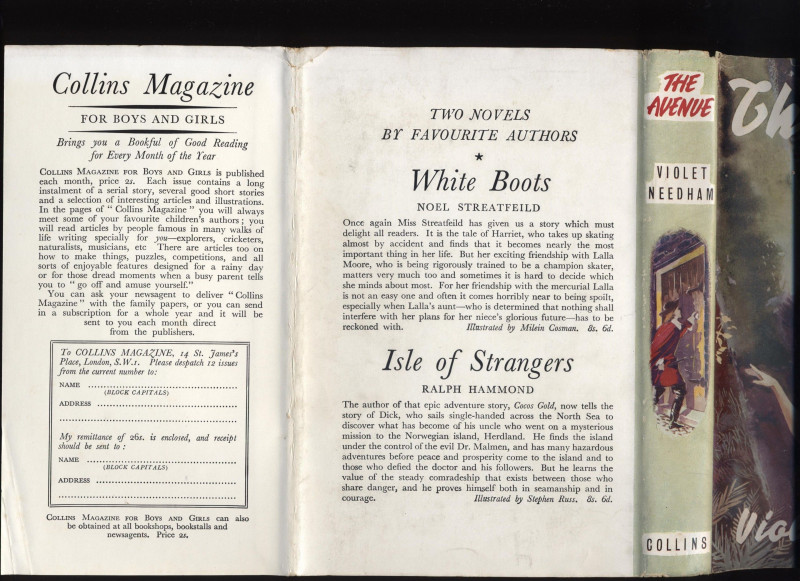 Collins Magazine
FOR BOYS AND GIRLS
Brings you a Bookful of Good Reading
for Every Month of the Year
COLLINS MAGAZINE FOR BOYS AND GIRLS is published
each month, price 2s. Each issue contains a long
instalment of a serial story, several good short stories
and a selection of interesting articles and illustrations.
In the pages of “ Collins Magazine ” you will always
meet some of your favourite children's authors ; you
will read articles by people famous in many walks of
life writing specially for you—explorers, cricketers,
naturalists, musicians, etc There are articles too on
how to make things, puzzles, competitions, and all
sorts of enjoyable features designed for a rainy day
or for those dread moments when a busy parent tells
you to “ go off and amuse yourself.”
You can ask your newsagent to deliver “ Collins
Magazine ” with the family papers, or you can send
in a subscription for a whole year and it will be
sent to you each month direct
from the publishers.
To COLLINS MAGAZINE, 14 St. James's
Place, London, S.W.1. Please despatch 12 issues
from the current number to:
NAME
(BLOCK CAPITALS)
ADDRESS
My remittance of 26s. is enclosed, and receipt
should be sent to :
NAME
(BLOCK CAPITALS)
ADDRESS
COLLINS MAGAZINE FOR BOYS AND GIRLS can also
be obtained at all bookshops, bookstalls and
newsagents. Price 2s.
TWO NOVELS
BY FAVOURITE AUTHORS
★
White Boots
NOEL STREATFEILD
Once again Miss Streatfeild has given us a story which must
delight all readers. It is the tale of Harriet, who takes up skating
almost by accident and finds that it becomes nearly the most
important thing in her life. But her exciting friendship with Lalla
Moore, who is being rigorously trained to be a champion skater,
matters very much too and sometimes it is hard to decide which
she minds about most. For her friendship with the mercurial Lalla
is not an easy one and often it comes horribly near to being spoilt,
especially when Lalla's aunt—who is determined that nothing shall
interfere with her plans for her niece's glorious future—has to be
reckoned with. Illustrated by Milein Cosman. 8s. 6d.
Isle of Strangers
RALPH HAMMOND
The author of that epic adventure story, Cocos Gold, now tells the
story of Dick, who sails single-handed across the North Sea to
discover what has become of his uncle who went on a mysterious
mission to the Norwegian island, Herdland. He finds the island
under the control of the evil Dr. Malmen, and has many hazardous
adventures before peace and prosperity come to the island and to
those who defied the doctor and his followers. But he learns the
value of the steady comradeship that exists between those who
share danger, and he proves himself both in seamanship and in
courage. Illustrated by Stephen Russ. 8s. 6d.
THE
AVENUE
VIOLET
NEEDHAM
COLLINS
Th
Viol